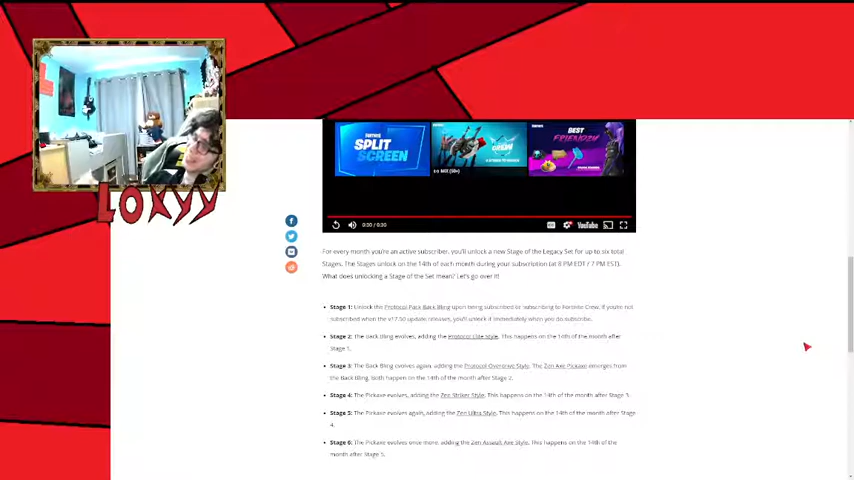 FORTNITE
SPLIT
SCREEN
CREW
BEST
FRIENDZY
MIX (50+)
0:30 / 0:30
YouTube
LOXYY
For every month you're an active subscriber, you'll unlock a new Stage of the Legacy Set for up to six total
Stages. The Stages unlock on the 14th of each month during your subscription (at 8 PM EDT / 7 PM EST).
What does unlocking a Stage of the Set mean? Let's go over it!
• Stage 1: Unlock the Protocol Pack Back Bling upon being subscribed or subscribing to Fortnite Crew. If you're not
subscribed when the v17.50 update releases, you'll unlock it immediately when you do subscribe.
• Stage 2: The Back Bling evolves, adding the Protocol Elite Style. This happens on the 14th of the month after
Stage 1.
• Stage 3: The Back Bling evolves again, adding the Protocol Overdrive Style. The Zen Axe Pickaxe emerges from
the Back Bling, both happen on the 14th of the month after Stage 2.
• Stage 4: The Pickaxe evolves, adding the Zen Striker Style. This happens on the 14th of the month after Stage 3.
• Stage 5: The Pickaxe evolves again, adding the Zen Ultra Style. This happens on the 14th of the month after Stage
4.
• Stage 6: The Pickaxe evolves once more, adding the Zen Assault Axe Style. This happens on the 14th of the
month after Stage 5.